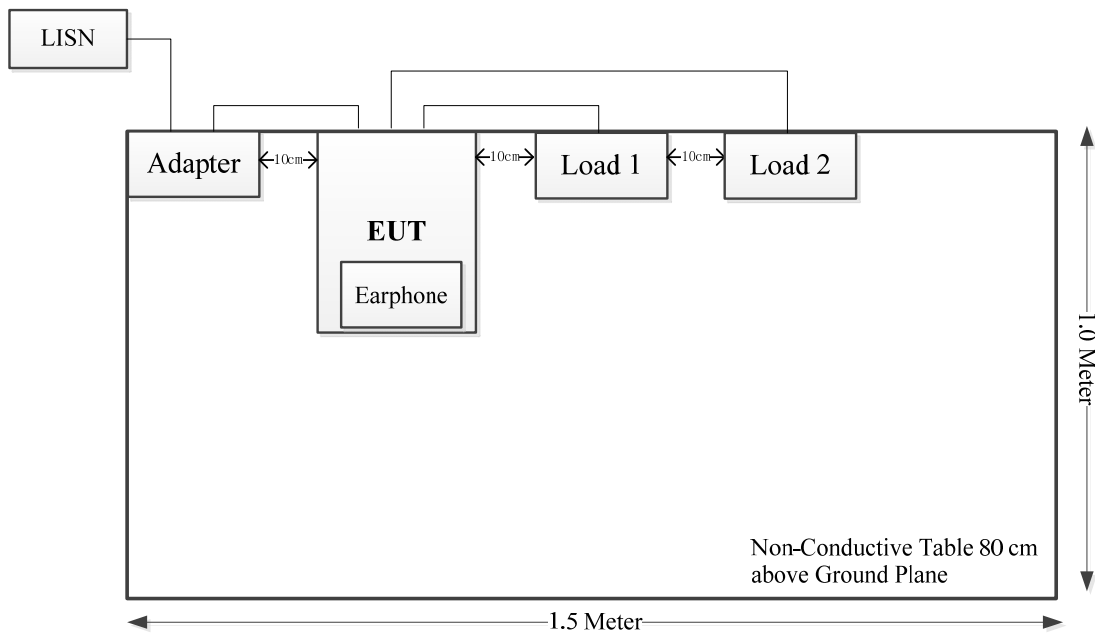 LISN
Adapter
10cm
EUT
Earphone
10cm
Load 1
10cm
Load 2
1.0 Meter
Non-Conductive Table 80 cm
above Ground Plane
1.5 Meter